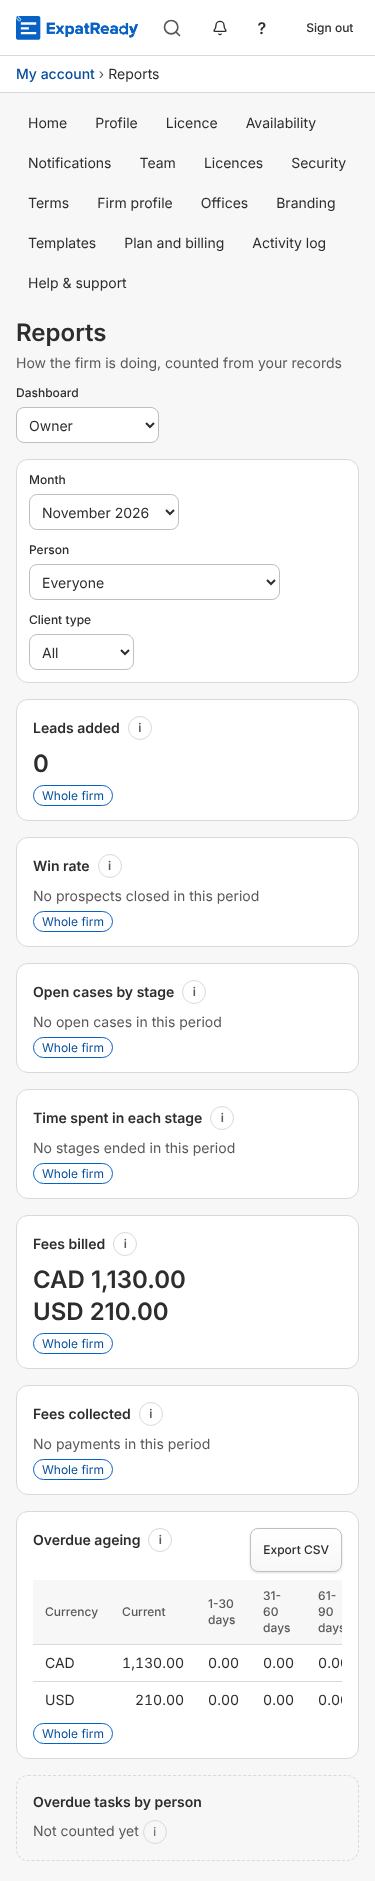 ExpatReady ? Sign out
My account › Reports
Home Profile Licence Availability
Notifications Team Licences Security
Terms Firm profile Offices Branding
Templates Plan and billing Activity log
Help & support
Reports
How the firm is doing, counted from your records
Dashboard
Owner
Month
November 2026
Person
Everyone
Client type
All
Leads added i
0
Whole firm
Win rate i
No prospects closed in this period
Whole firm
Open cases by stage i
No open cases in this period
Whole firm
Time spent in each stage i
No stages ended in this period
Whole firm
Fees billed i
CAD 1,130.00
USD 210.00
Whole firm
Fees collected i
No payments in this period
Whole firm
Overdue ageing i Export CSV
Currency Current 1-30 days 31-60 days 61-90 days
CAD 1,130.00 0.00 0.00 0.00
USD 210.00 0.00 0.00 0.00
Whole firm
Overdue tasks by person
Not counted yet i